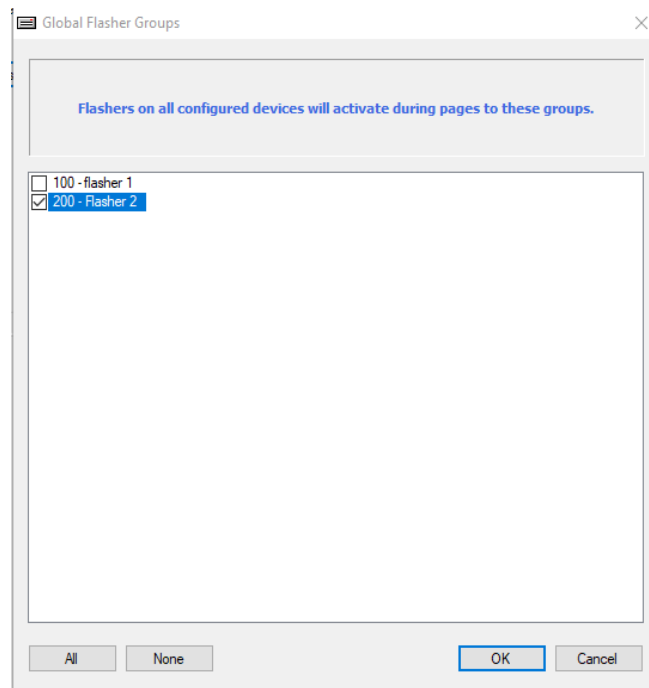 Global Flasher Groups
Flashers on all configured devices will activate during pages to these groups.
100 - flasher 1
200 - Flasher 2
All
None
OK
Cancel